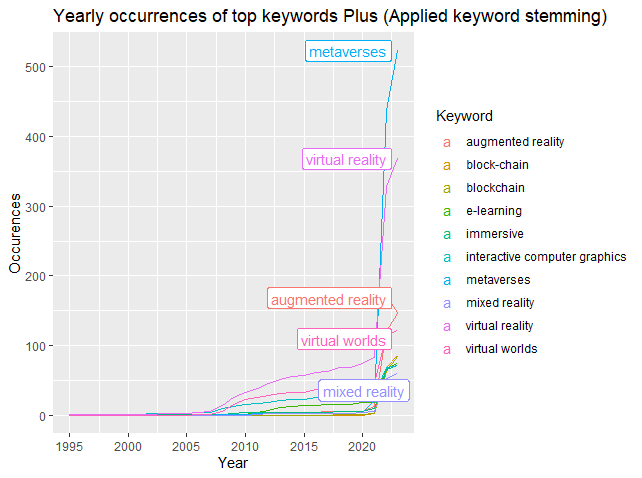 Yearly occurrences of top keywords Plus (Applied keyword stemming)
metaverses
virtual reality
augmented reality
virtual worlds
mixed reality
500
400
300
200
100
0
Occurences
1995
2000
2005
2010
2015
2020
Year
Keyword
a augmented reality
a block-chain
a blockchain
a e-learning
a immersive
a interactive computer graphics
a metaverses
a mixed reality
a virtual reality
a virtual worlds